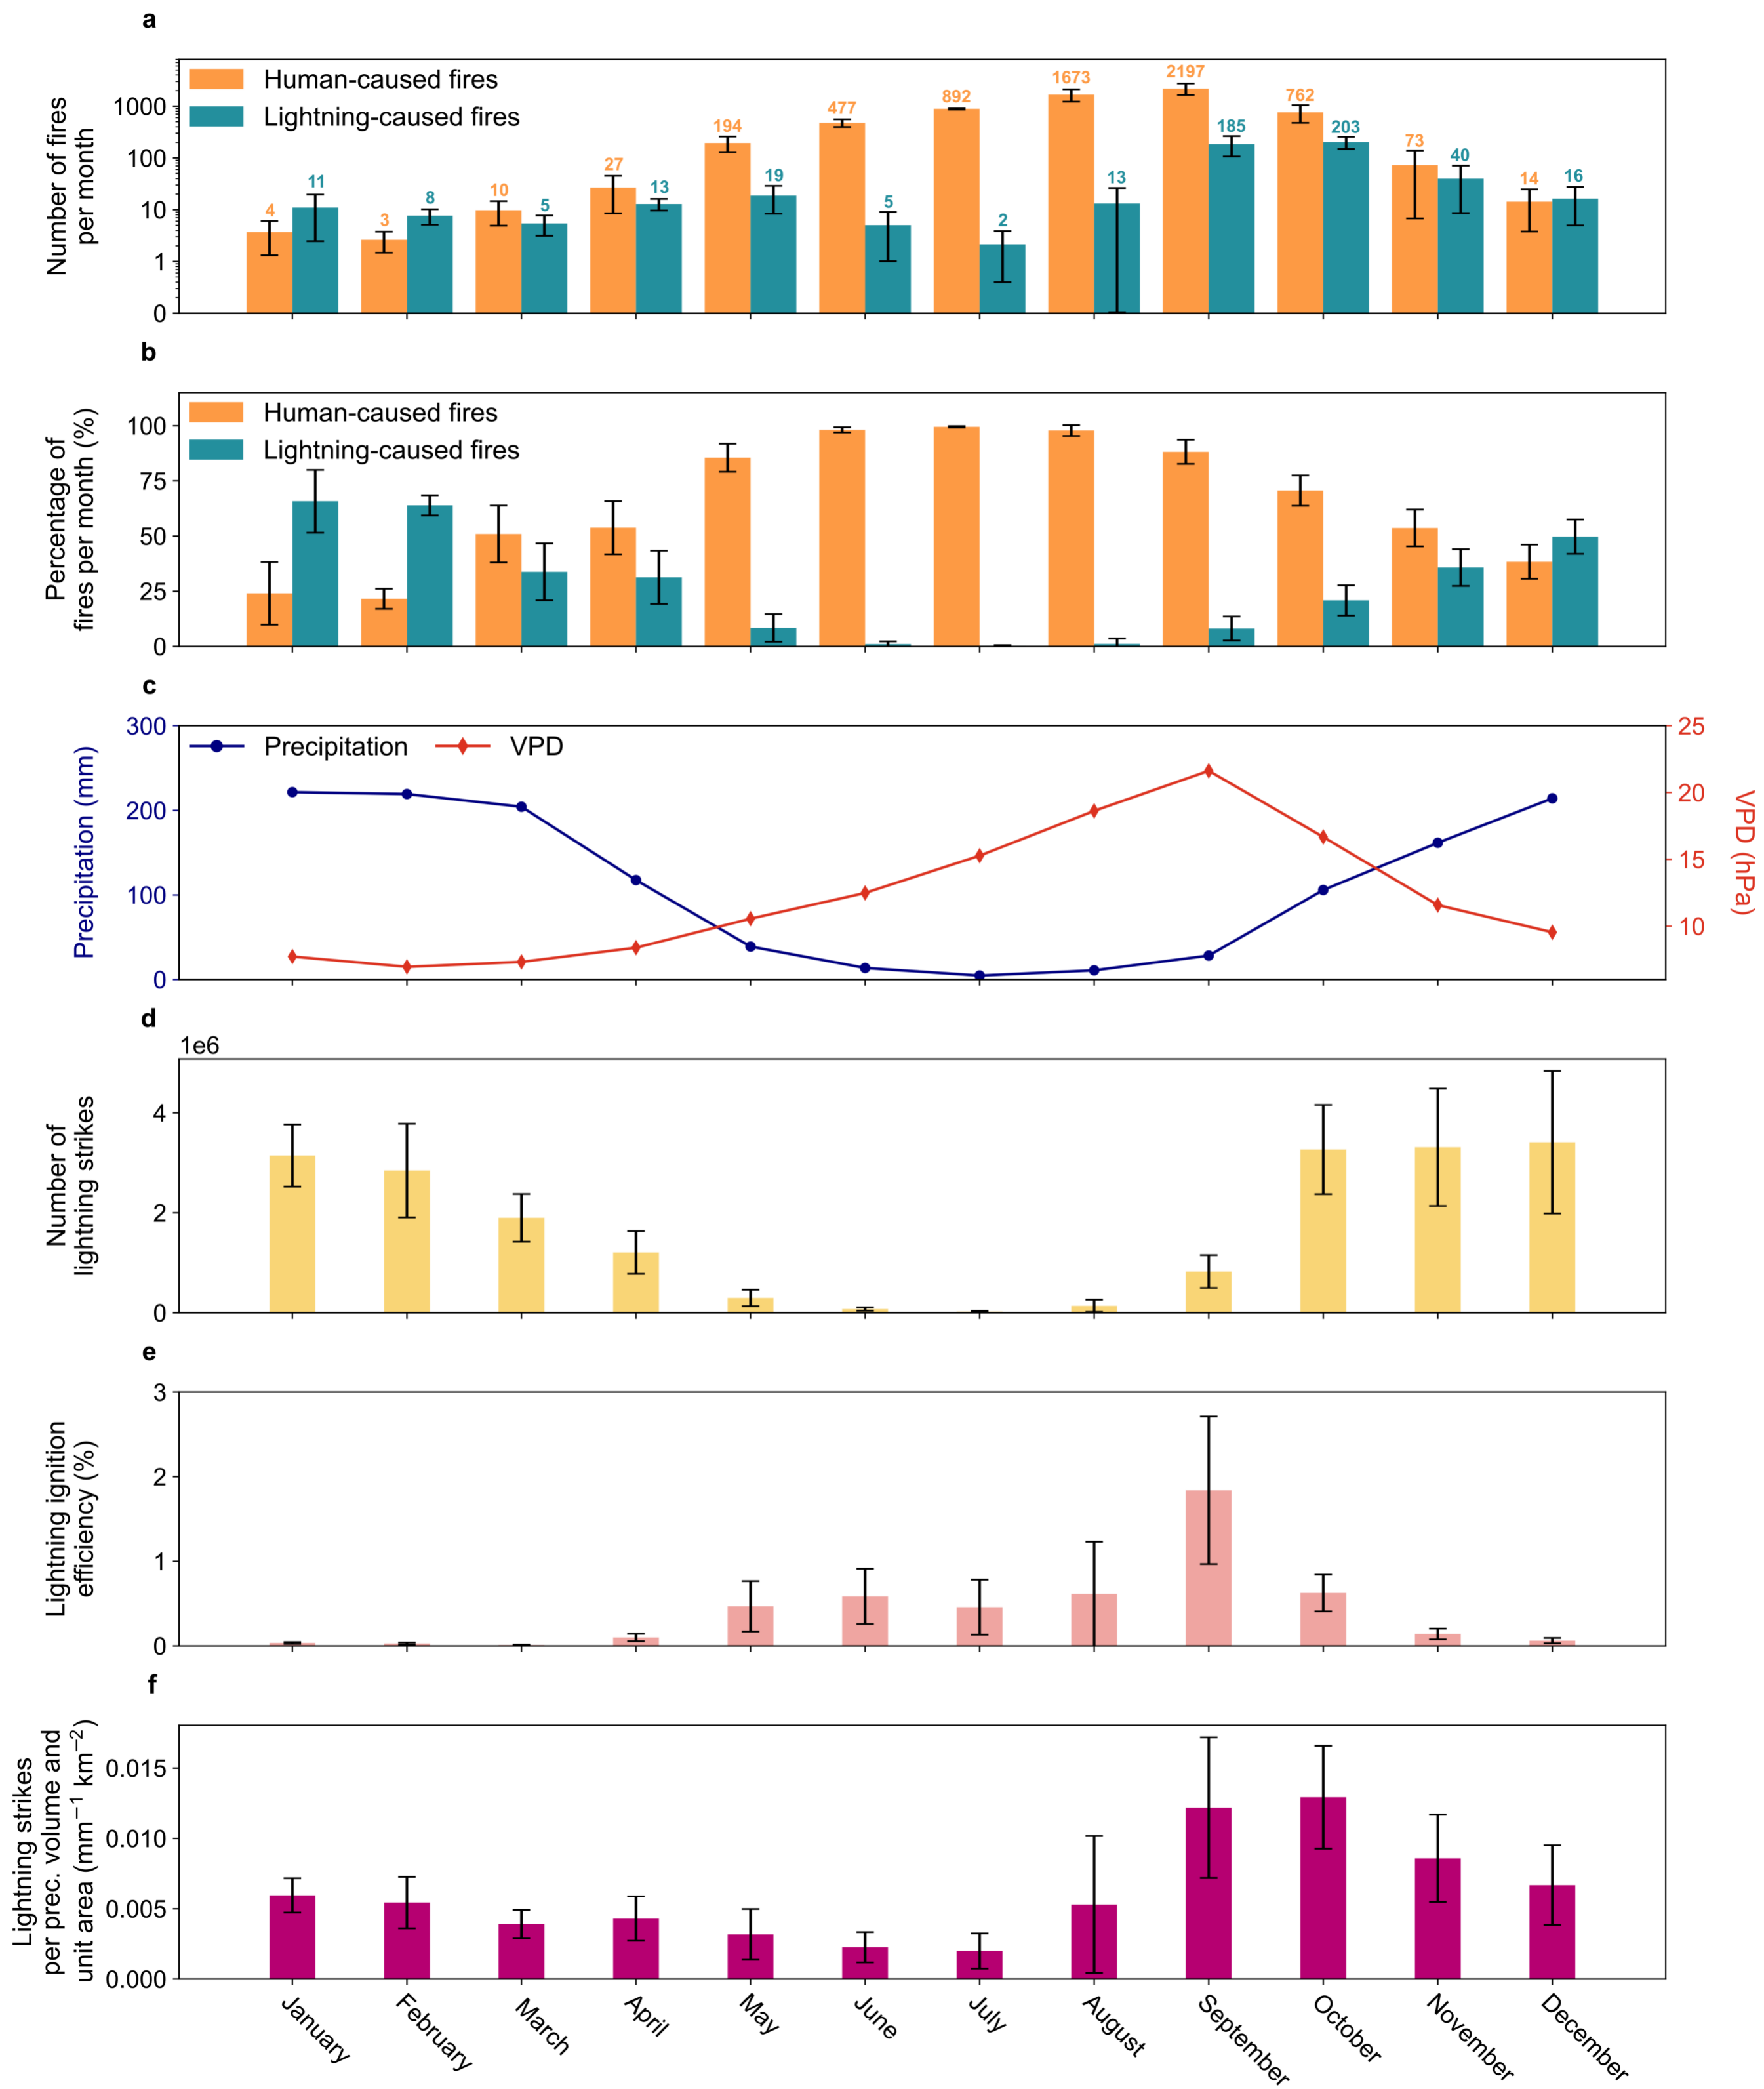 a
Number of fires
per month
Human-caused fires
Lightning-caused fires
1000
100
10
1
0
4 11 3 8 10 5 27 13 194 19 477 5 892 2 1673 13 2197 185 762 203 73 40 14 16
b
Percentage of
fires per month (%)
Human-caused fires
Lightning-caused fires
100
75
50
25
0
c
Precipitation (mm)
Precipitation VPD
300
200
100
0
25
20
15
10
VPD (hPa)
d
1e6
Number of
lightning strikes
4
2
0
e
Lightning ignition
efficiency (%)
3
2
1
0
f
Lightning strikes
per prec. volume and
unit area (mm⁻¹ km⁻²)
0.015
0.010
0.005
0.000
January February March April May June July August September October November December